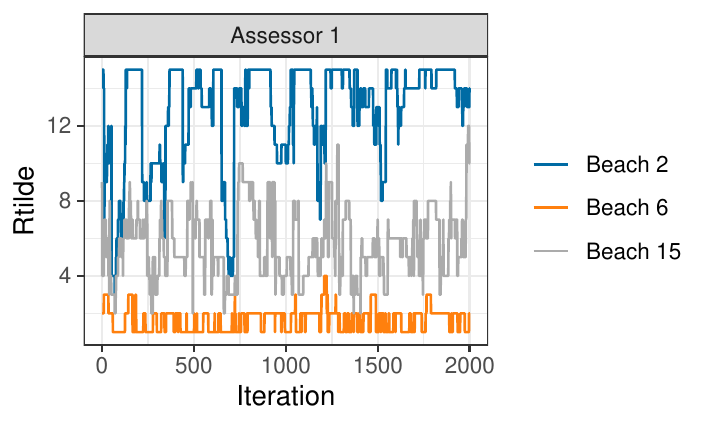 Assessor 1
Rtilde
12
8
4
0 500 1000 1500 2000
Iteration
Beach 2
Beach 6
Beach 15